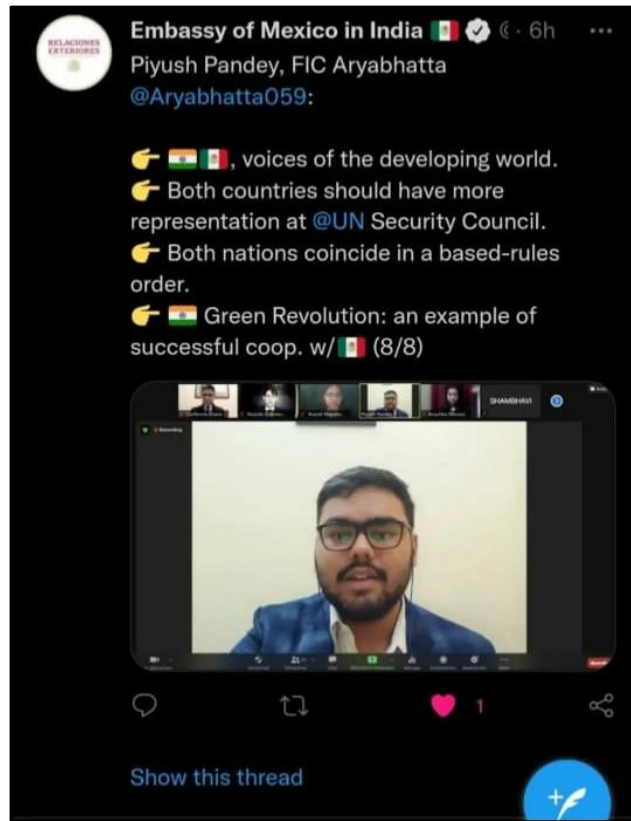 RELACIONES
EXTERIORES
Embassy of Mexico in India 🇲🇽 · 6h
Piyush Pandey, FIC Aryabhatta
@Aryabhatta059:
👉 🇮🇳🇲🇽, voices of the developing world.
👉 Both countries should have more
representation at @UN Security Council.
👉 Both nations coincide in a based-rules
order.
👉 🇮🇳 Green Revolution: an example of
successful coop. w/🇲🇽 (8/8)
SHAMBHAVI
Recording
1
Show this thread